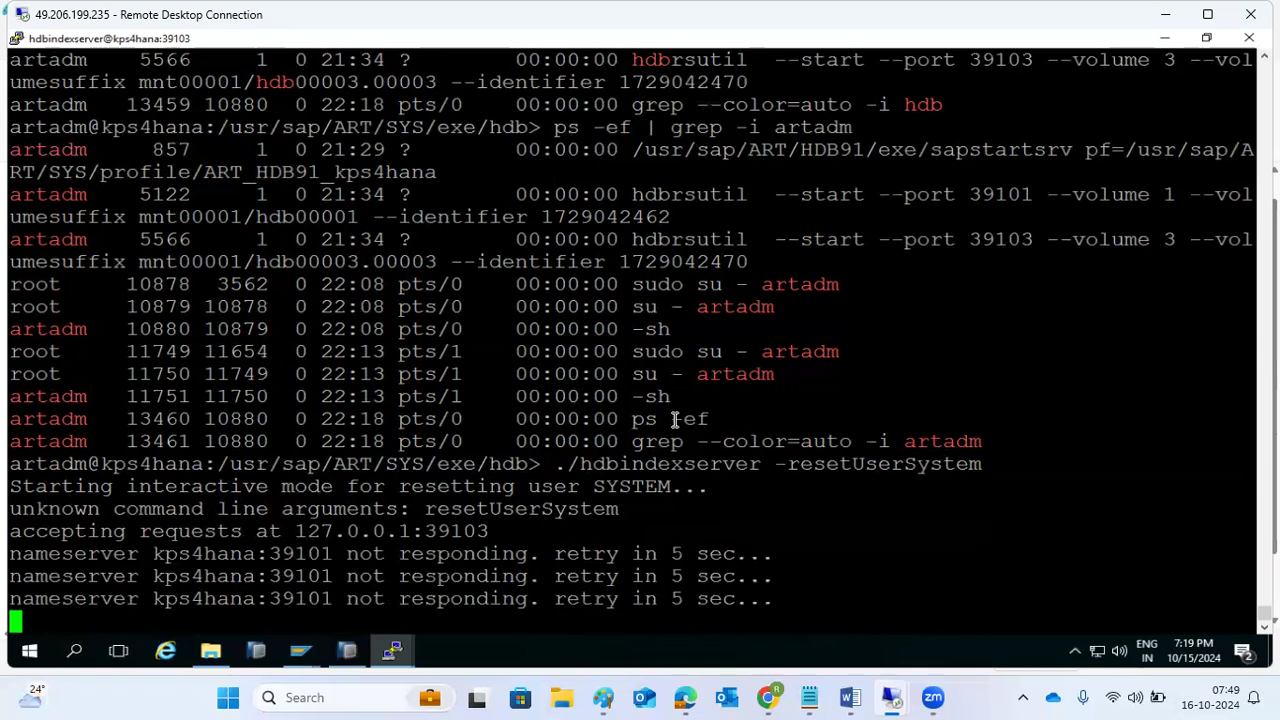 49.206.199.235 - Remote Desktop Connection
hdbindexserver@kps4hana:39103
artadm 5566 1 0 21:34 ? 00:00:00 hdbrsutil --start --port 39103 --volume 3 --vol
umesuffix mnt00001/hdb00003.00003 --identifier 1729042470
artadm 13459 10880 0 22:18 pts/0 00:00:00 grep --color=auto -i hdb
artadm@kps4hana:/usr/sap/ART/SYS/exe/hdb> ps -ef | grep -i artadm
artadm 857 1 0 21:29 ? 00:00:00 /usr/sap/ART/HDB91/exe/sapstartsrv pf=/usr/sap/A
RT/SYS/profile/ART_HDB91_kps4hana
artadm 5122 1 0 21:34 ? 00:00:00 hdbrsutil --start --port 39101 --volume 1 --vol
umesuffix mnt00001/hdb00001 --identifier 1729042462
artadm 5566 1 0 21:34 ? 00:00:00 hdbrsutil --start --port 39103 --volume 3 --vol
umesuffix mnt00001/hdb00003.00003 --identifier 1729042470
root 10878 3562 0 22:08 pts/0 00:00:00 sudo su - artadm
root 10879 10878 0 22:08 pts/0 00:00:00 su - artadm
artadm 10880 10879 0 22:08 pts/0 00:00:00 -sh
root 11749 11654 0 22:13 pts/1 00:00:00 sudo su - artadm
root 11750 11749 0 22:13 pts/1 00:00:00 su - artadm
artadm 11751 11750 0 22:13 pts/1 00:00:00 -sh
artadm 13460 10880 0 22:18 pts/0 00:00:00 ps -ef
artadm 13461 10880 0 22:18 pts/0 00:00:00 grep --color=auto -i artadm
artadm@kps4hana:/usr/sap/ART/SYS/exe/hdb> ./hdbindexserver -resetUserSystem
Starting interactive mode for resetting user SYSTEM...
unknown command line arguments: resetUserSystem
accepting requests at 127.0.0.1:39103
nameserver kps4hana:39101 not responding. retry in 5 sec...
nameserver kps4hana:39101 not responding. retry in 5 sec...
nameserver kps4hana:39101 not responding. retry in 5 sec...
ENG 7:19 PM
IN 10/15/2024 2
24°
Search
07:43
16-10-2024